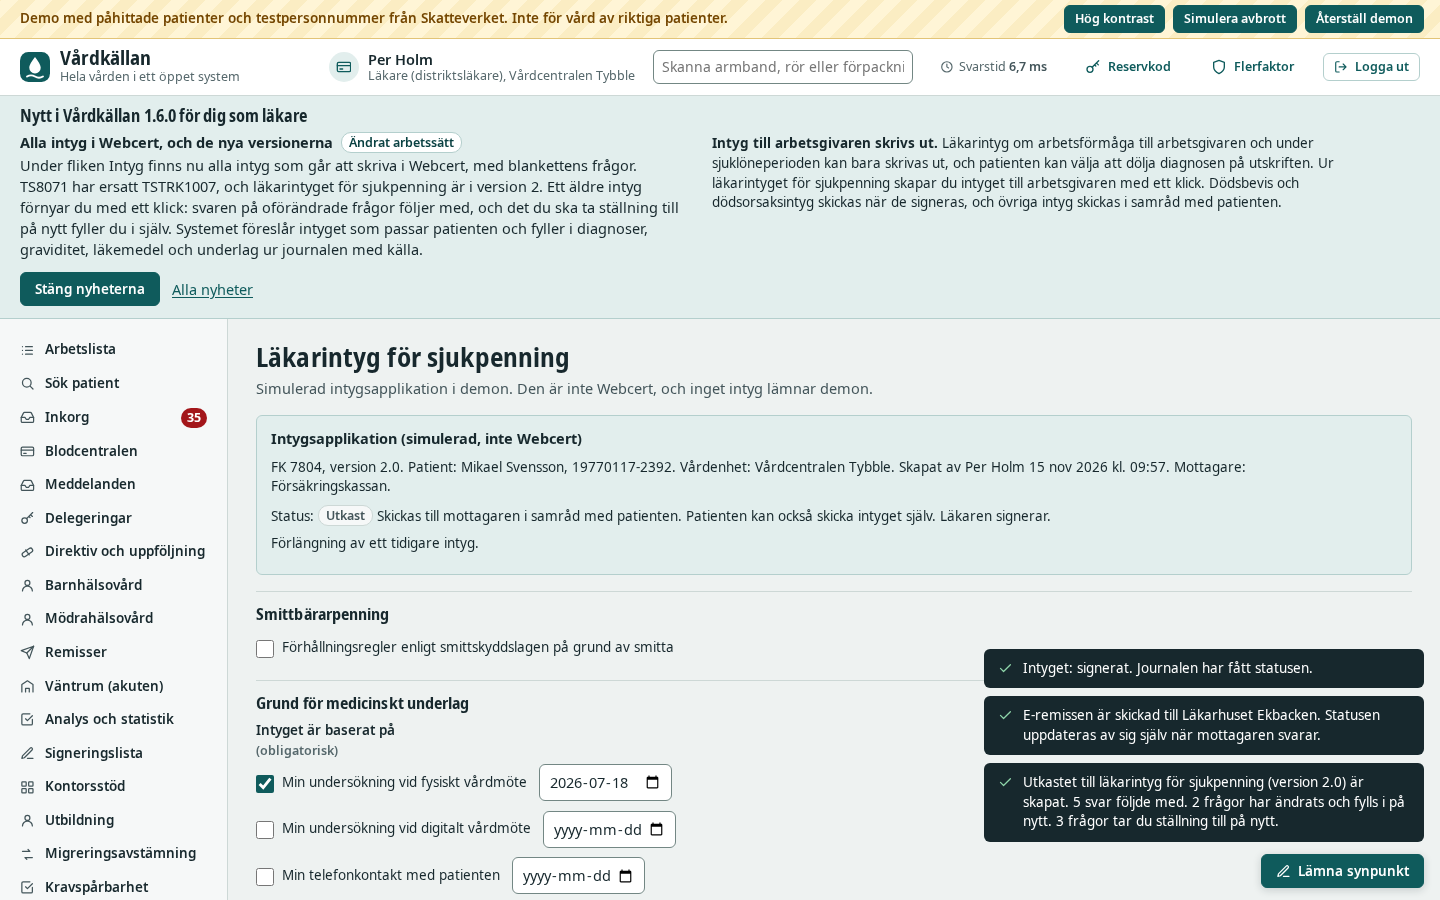 Demo med påhittade patienter och testpersonnummer från Skatteverket. Inte för vård av riktiga patienter.
Hög kontrast
Simulera avbrott
Återställ demon
Vårdkällan
Hela vården i ett öppet system
Per Holm
Läkare (distriktsläkare), Vårdcentralen Tybble
Skanna armband, rör eller förpackni
Svarstid 6,7 ms
Reservkod
Flerfaktor
Logga ut
Nytt i Vårdkällan 1.6.0 för dig som läkare
Alla intyg i Webcert, och de nya versionerna
Ändrat arbetssätt
Under fliken Intyg finns nu alla intyg som går att skriva i Webcert, med blankettens frågor.
TS8071 har ersatt TSTRK1007, och läkarintyget för sjukpenning är i version 2. Ett äldre intyg
förnyar du med ett klick: svaren på oförändrade frågor följer med, och det du ska ta ställning till
på nytt fyller du i själv. Systemet föreslår intyget som passar patienten och fyller i diagnoser,
graviditet, läkemedel och underlag ur journalen med källa.
Intyg till arbetsgivaren skrivs ut. Läkarintyg om arbetsförmåga till arbetsgivaren och under
sjuklöneperioden kan bara skrivas ut, och patienten kan välja att dölja diagnosen på utskriften. Ur
läkarintyget för sjukpenning skapar du intyget till arbetsgivaren med ett klick. Dödsbevis och
dödsorsaksintyg skickas när de signeras, och övriga intyg skickas i samråd med patienten.
Stäng nyheterna
Alla nyheter
Arbetslista
Sök patient
Inkorg
35
Blodcentralen
Meddelanden
Delegeringar
Direktiv och uppföljning
Barnhälsovård
Mödrahälsovård
Remisser
Väntrum (akuten)
Analys och statistik
Signeringslista
Kontorsstöd
Utbildning
Migreringsavstämning
Kravspårbarhet
Läkarintyg för sjukpenning
Simulerad intygsapplikation i demon. Den är inte Webcert, och inget intyg lämnar demon.
Intygsapplikation (simulerad, inte Webcert)
FK 7804, version 2.0. Patient: Mikael Svensson, 19770117-2392. Vårdenhet: Vårdcentralen Tybble. Skapat av Per Holm 15 nov 2026 kl. 09:57. Mottagare:
Försäkringskassan.
Status: Utkast Skickas till mottagaren i samråd med patienten. Patienten kan också skicka intyget själv. Läkaren signerar.
Förlängning av ett tidigare intyg.
Smittbärarpenning
Förhållningsregler enligt smittskyddslagen på grund av smitta
Grund för medicinskt underlag
Intyget är baserat på
(obligatorisk)
Min undersökning vid fysiskt vårdmöte
2026-07-18
Min undersökning vid digitalt vårdmöte
yyyy-mm-dd
Min telefonkontakt med patienten
yyyy-mm-dd
Intyget: signerat. Journalen har fått statusen.
E-remissen är skickad till Läkarhuset Ekbacken. Statusen
uppdateras av sig själv när mottagaren svarar.
Utkastet till läkarintyg för sjukpenning (version 2.0) är
skapat. 5 svar följde med. 2 frågor har ändrats och fylls i på
nytt. 3 frågor tar du ställning till på nytt.
Lämna synpunkt